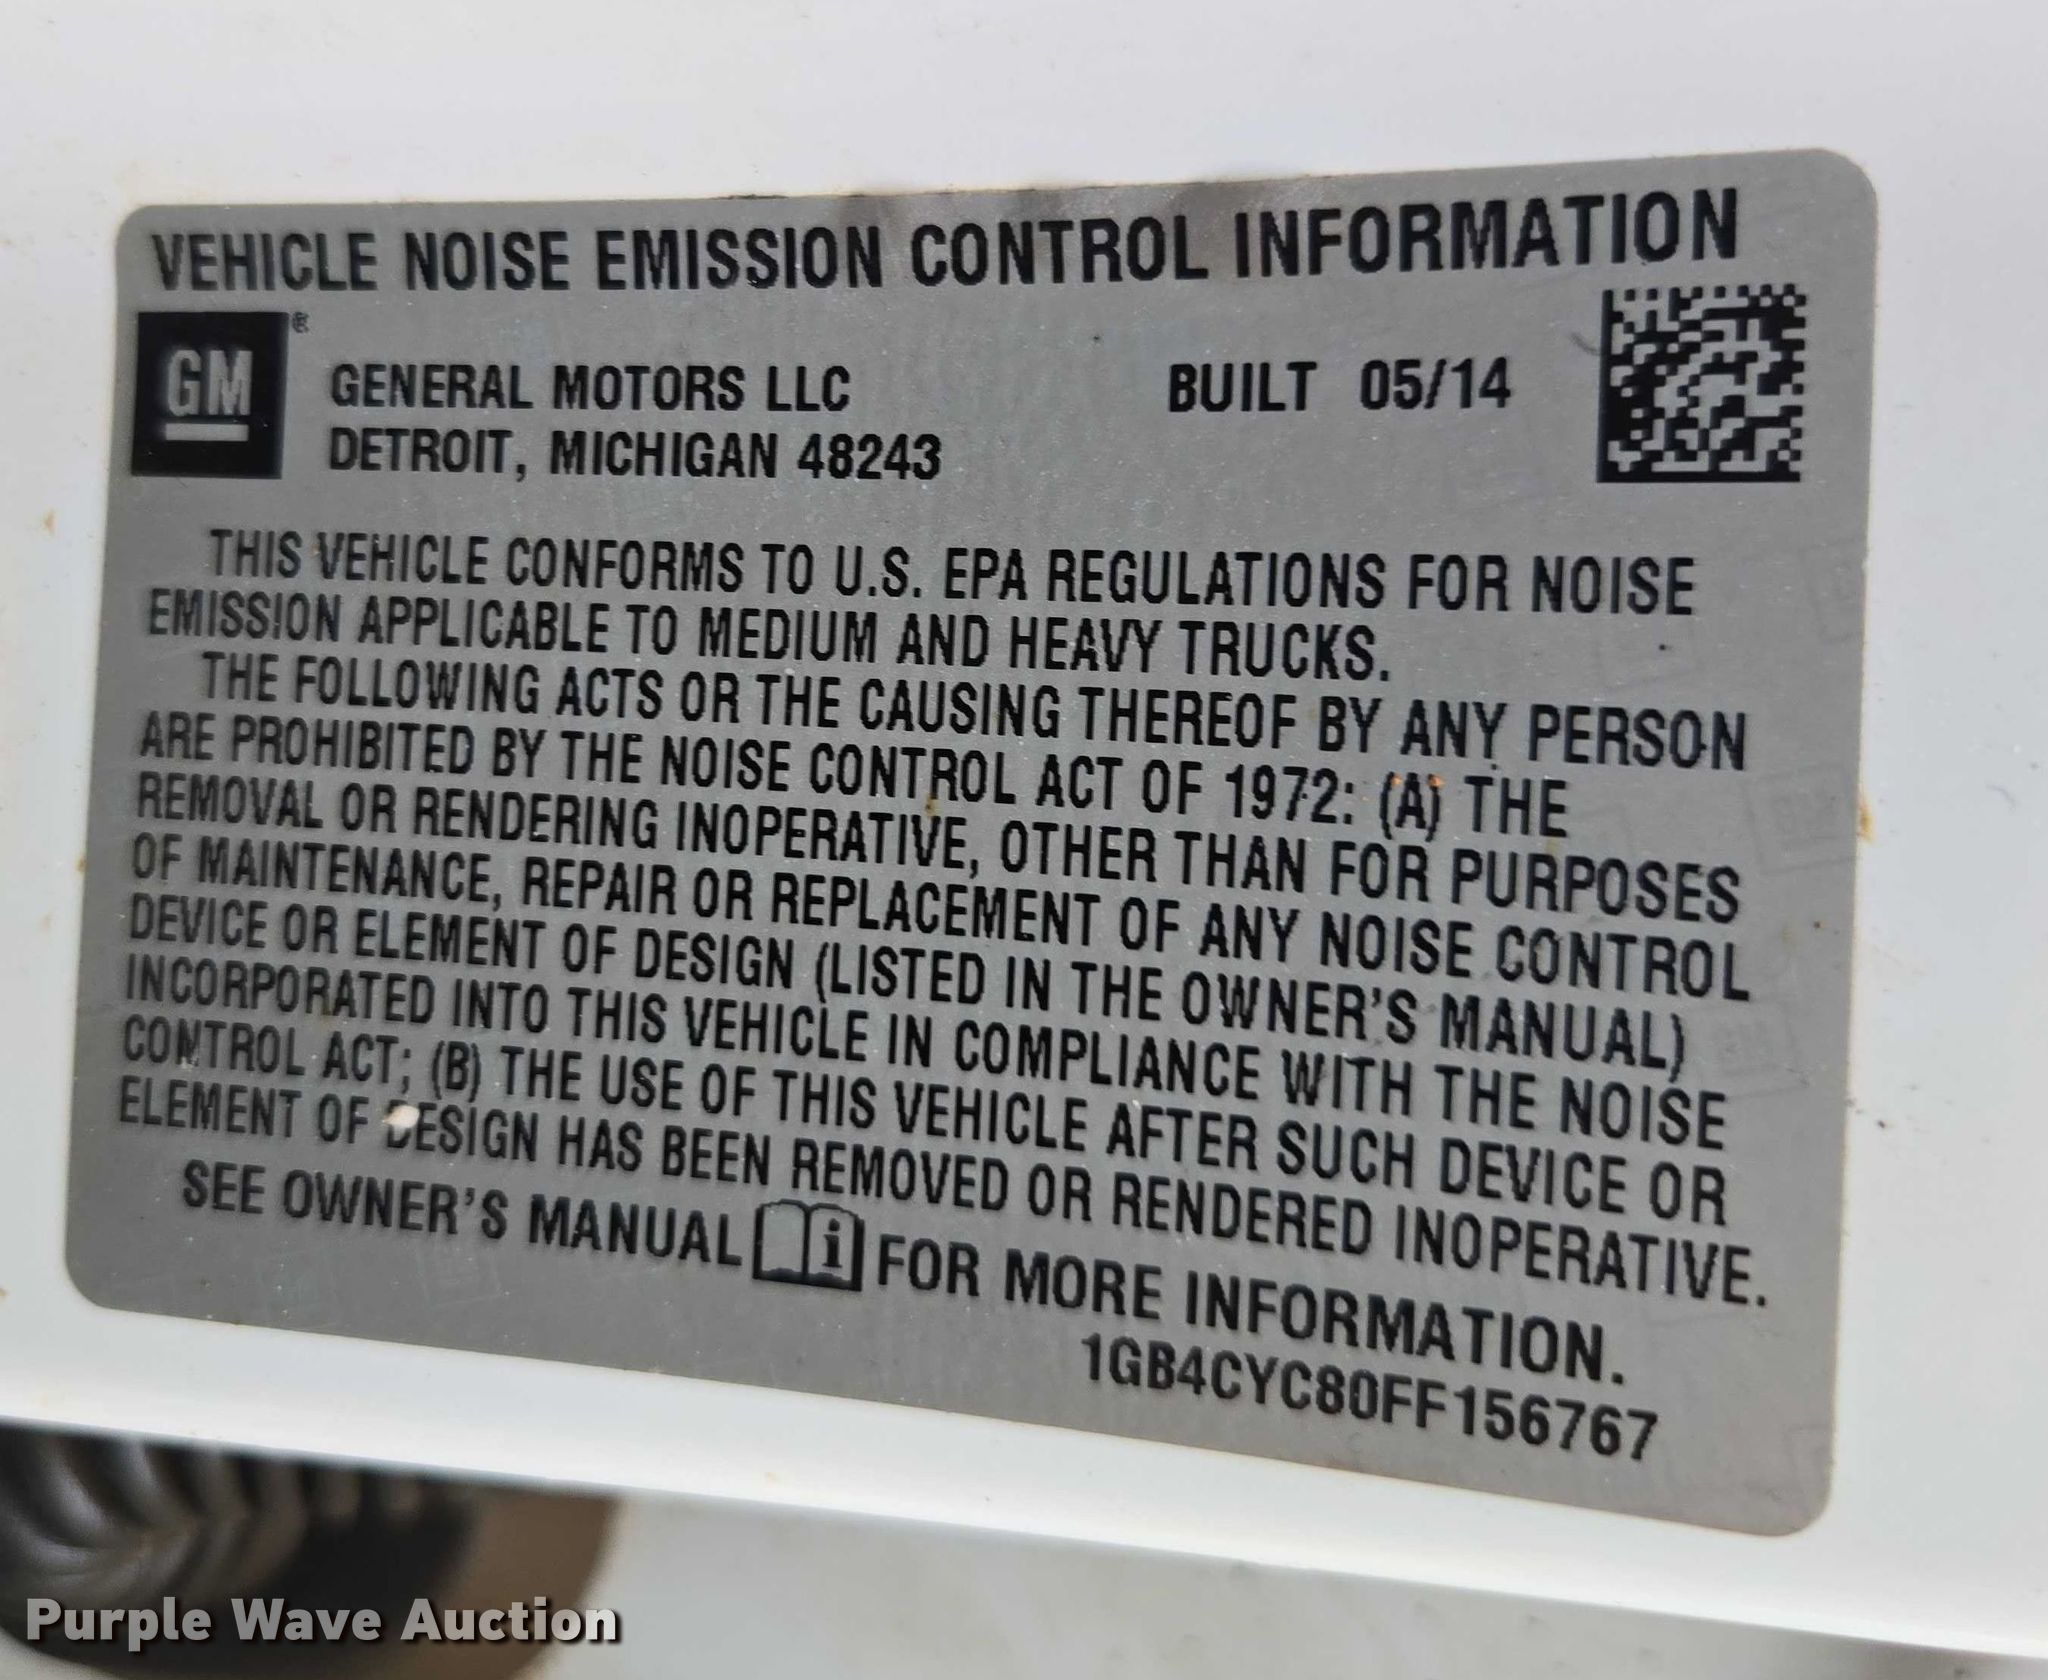 VEHICLE NOISE EMISSION CONTROL INFORMATION
GM®
GENERAL MOTORS LLC
BUILT 05/14
DETROIT, MICHIGAN 48243
THIS VEHICLE CONFORMS TO U.S. EPA REGULATIONS FOR NOISE
EMISSION APPLICABLE TO MEDIUM AND HEAVY TRUCKS.
THE FOLLOWING ACTS OR THE CAUSING THEREOF BY ANY PERSON
ARE PROHIBITED BY THE NOISE CONTROL ACT OF 1972: (A) THE
REMOVAL OR RENDERING INOPERATIVE, OTHER THAN FOR PURPOSES
OF MAINTENANCE, REPAIR OR REPLACEMENT OF ANY NOISE CONTROL
DEVICE OR ELEMENT OF DESIGN (LISTED IN THE OWNER'S MANUAL)
INCORPORATED INTO THIS VEHICLE IN COMPLIANCE WITH THE NOISE
CONTROL ACT; (B) THE USE OF THIS VEHICLE AFTER SUCH DEVICE OR
ELEMENT OF DESIGN HAS BEEN REMOVED OR RENDERED INOPERATIVE.
SEE OWNER'S MANUAL i FOR MORE INFORMATION.
1GB4CYC80FF156767
Purple Wave Auction